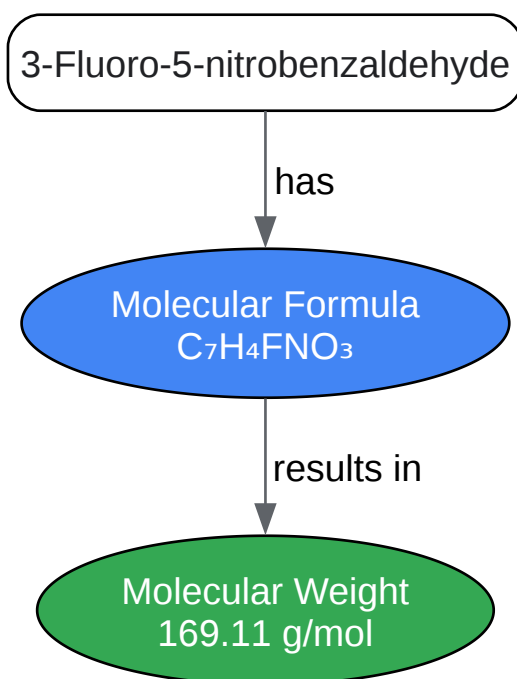 3-Fluoro-5-nitrobenzaldehyde
has
Molecular Formula
C₇H₄FNO₃
results in
Molecular Weight
169.11 g/mol